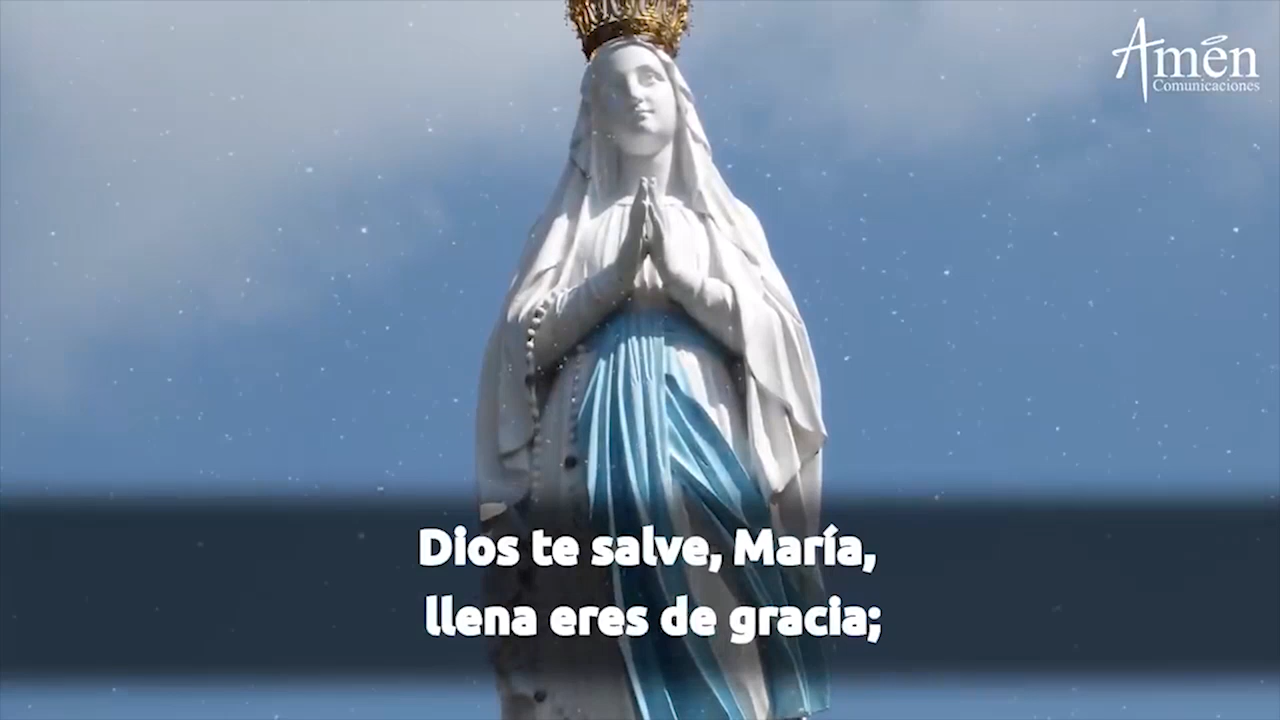 Amén
Comunicaciones
Dios te salve, María,
llena eres de gracia;